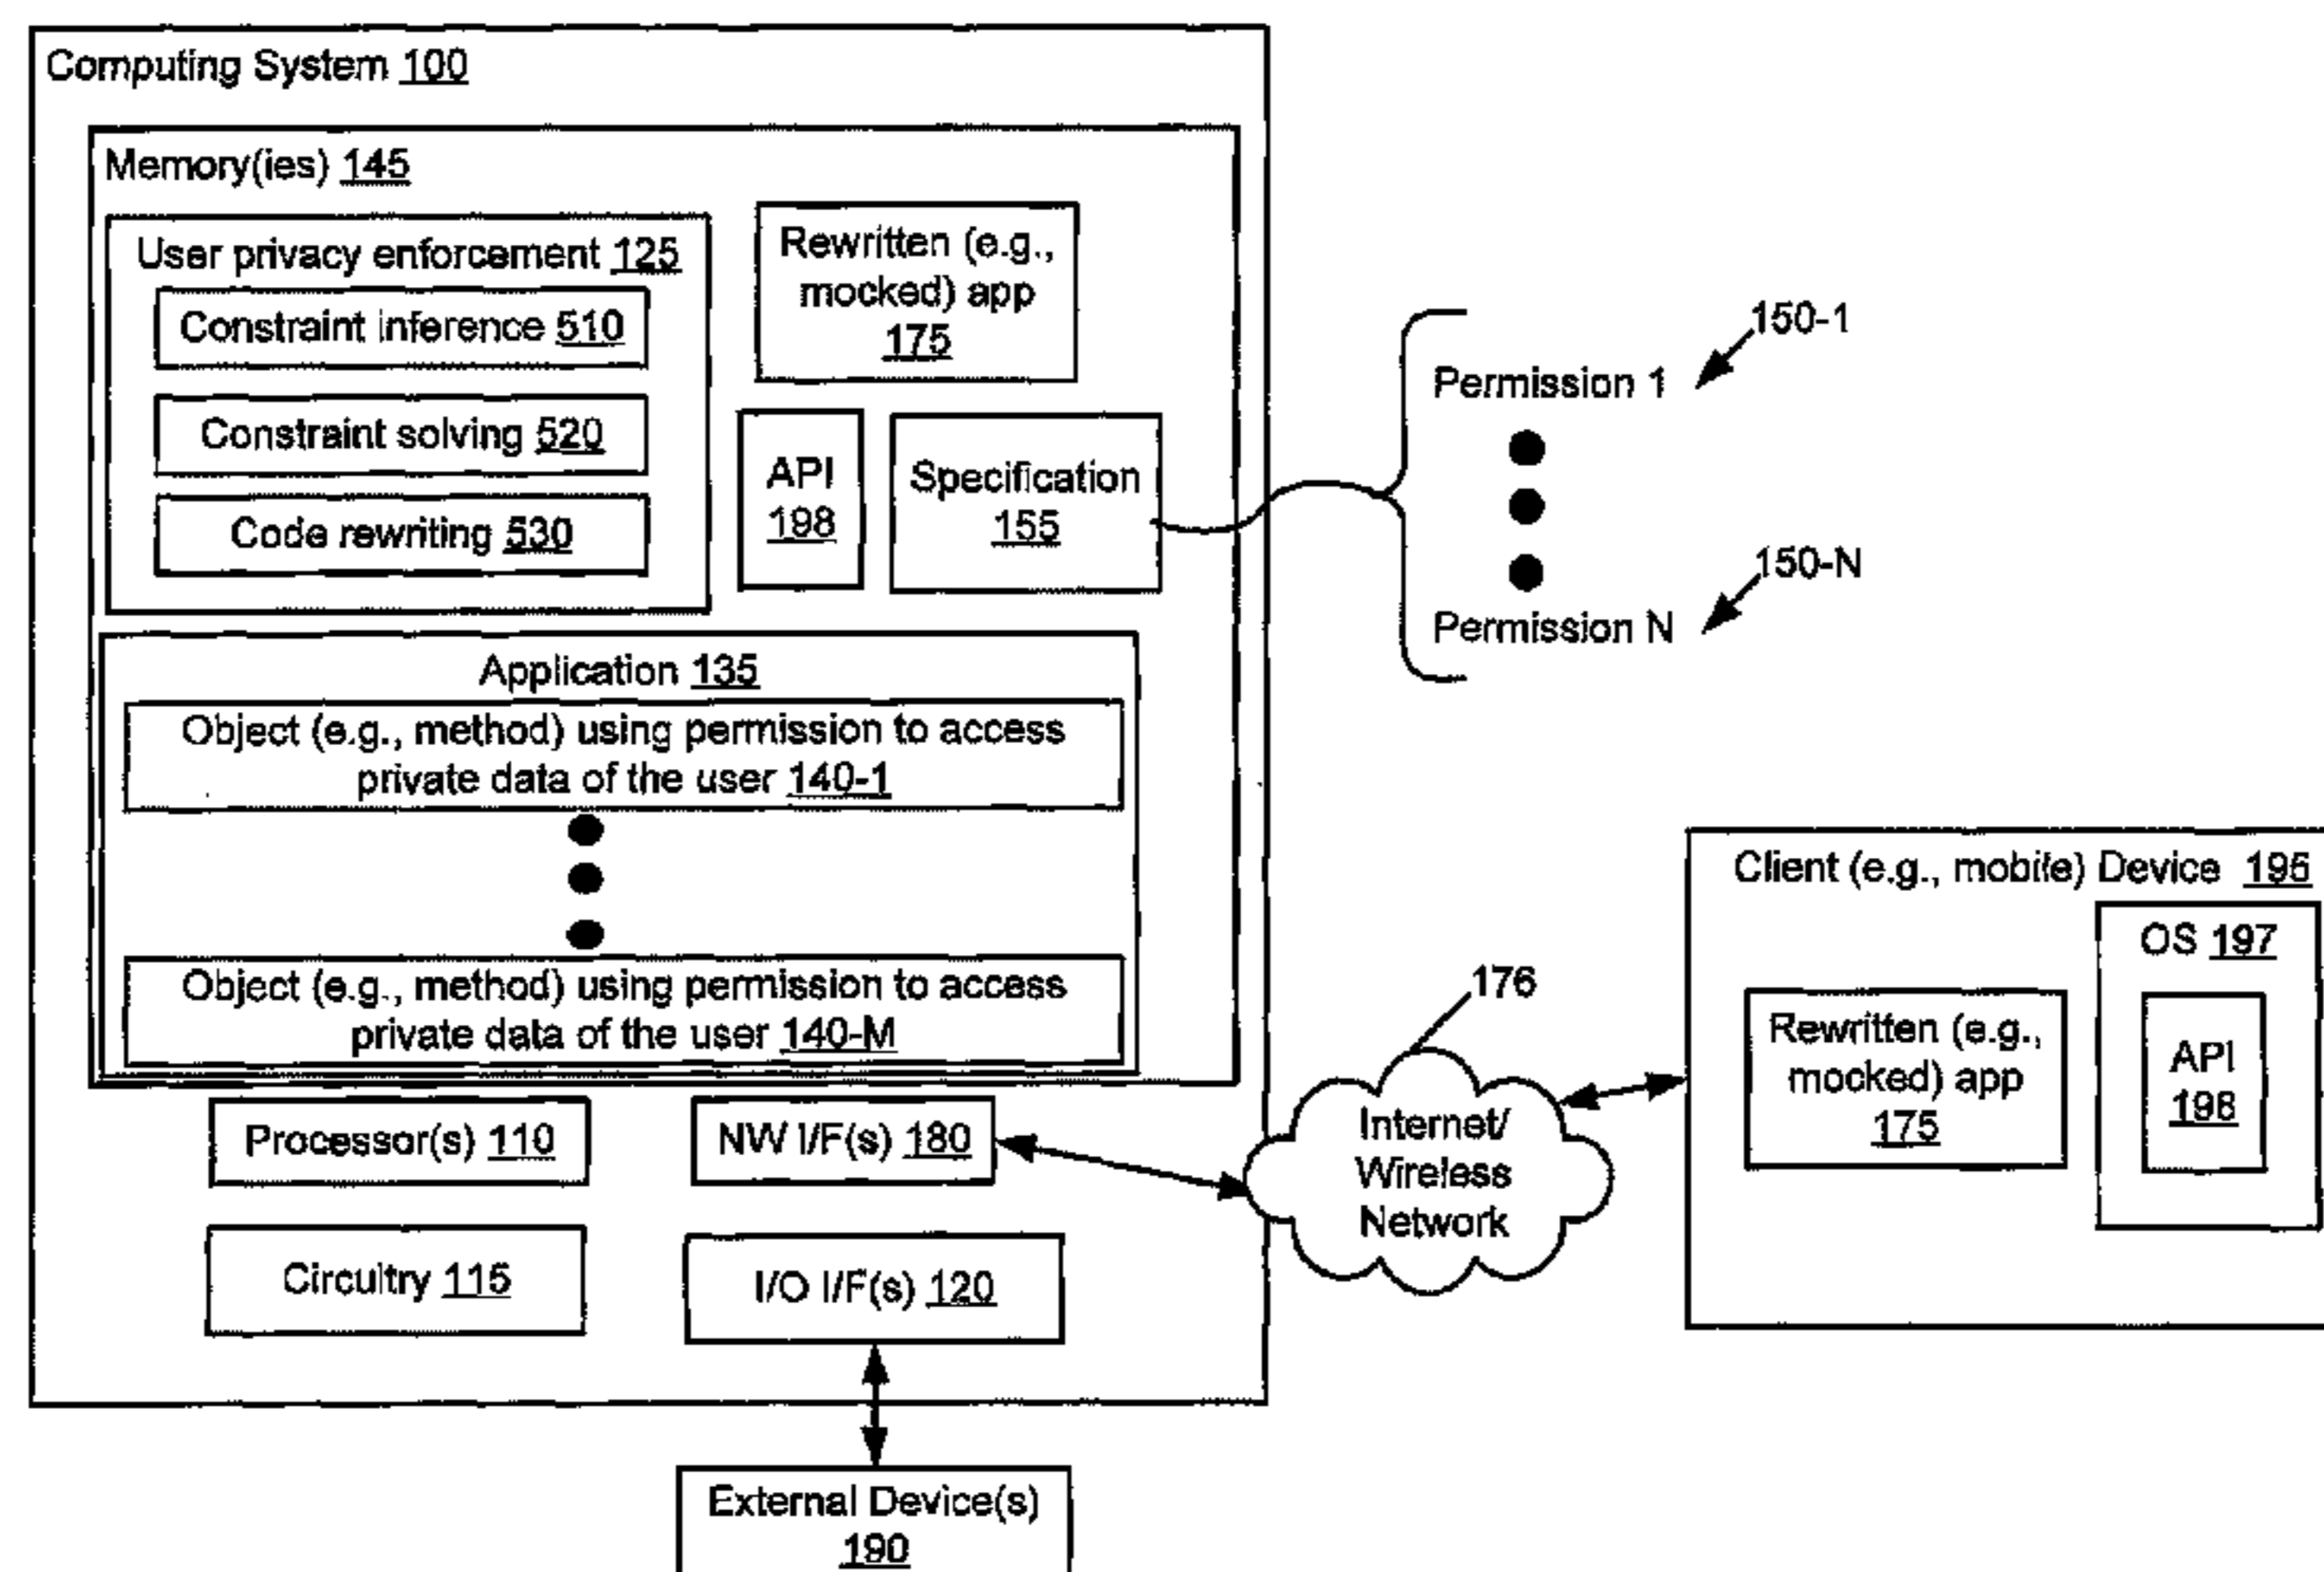 Computing System 100
Memory(ies) 145
User privacy enforcement 125
Constraint inference 510
Constraint solving 520
Code rewriting 530
Rewritten (e.g.,
mocked) app
175
API
198
Specification
155
Permission 1
150-1
Permission N
150-N
Application 135
Object (e.g., method) using permission to access
private data of the user 140-1
Object (e.g., method) using permission to access
private data of the user 140-M
Processor(s) 110
NW I/F(s) 180
Circuitry 115
I/O I/F(s) 120
External Device(s)
190
176
Internet/
Wireless
Network
Client (e.g., mobile) Device 195
OS 197
Rewritten (e.g.,
mocked) app
175
API
198